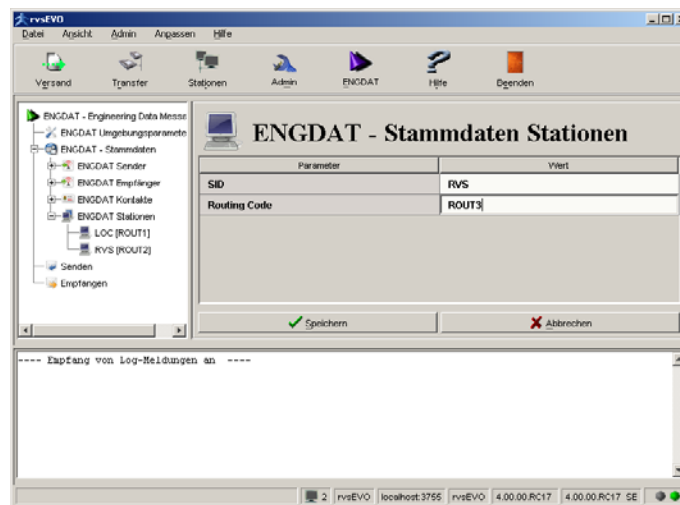 rvsEVO
Datei Ansicht Admin Anpassen Hilfe
Versand Transfer Stationen Admin ENGDAT Hilfe Beenden
ENGDAT - Engineering Data Messa
ENGDAT Umgebungsparamete
ENGDAT - Stammdaten
ENGDAT Sender
ENGDAT Empfänger
ENGDAT Kontakte
ENGDAT Stationen
LOC [ROUT1]
RVS [ROUT2]
Senden
Empfangen
ENGDAT - Stammdaten Stationen
Parameter Wert
SID RVS
Routing Code ROUT3
Speichern Abbrechen
---- Empfang von Log-Meldungen an ----
2 rvsEVO localhost:3755 rvsEVO 4.00.00.RC17 4.00.00.RC17 SE